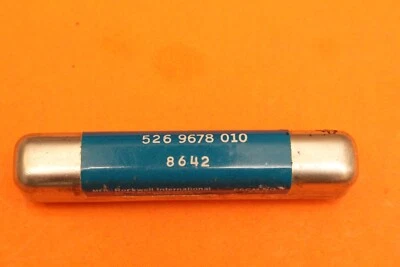 526 9678 010
8642
Rockwell International